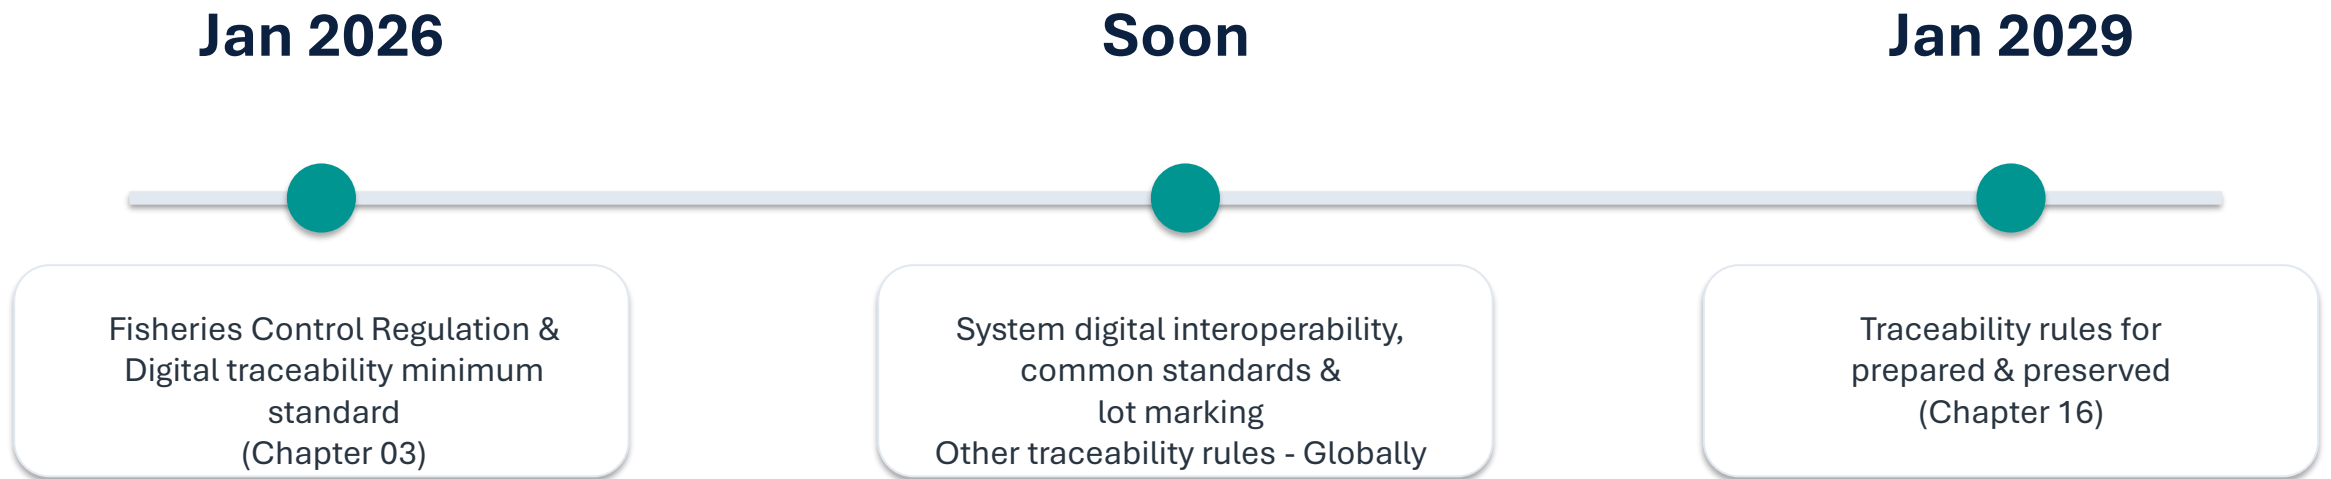 Jan 2026
Soon
Jan 2029
Fisheries Control Regulation &
Digital traceability minimum
standard
(Chapter 03)
System digital interoperability,
common standards &
lot marking
Other traceability rules - Globally
Traceability rules for
prepared & preserved
(Chapter 16)